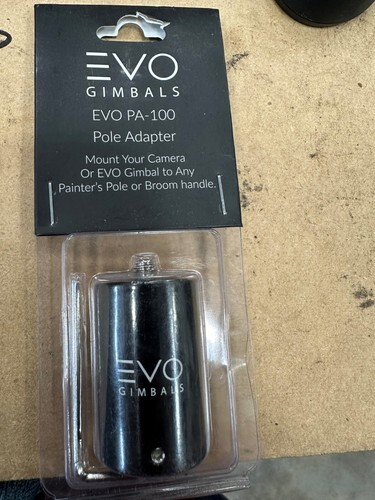 EVO
GIMBALS
EVO PA-100
Pole Adapter
Mount Your Camera
Or EVO Gimbal to Any
Painter's Pole or Broom handle.
EVO
GIMBALS